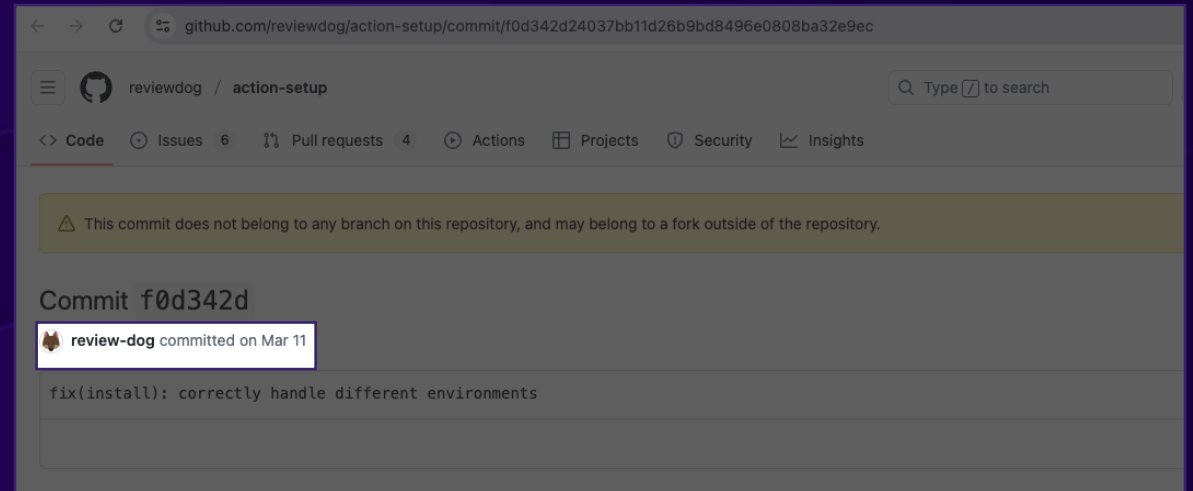 github.com/reviewdog/action-setup/commit/f0d342d24037bb11d26b9bd8496e0808ba32e9ec
reviewdog / action-setup
Type / to search
<> Code Issues 6 Pull requests 4 Actions Projects Security Insights
This commit does not belong to any branch on this repository, and may belong to a fork outside of the repository.
Commit f0d342d
review-dog committed on Mar 11
fix(install): correctly handle different environments